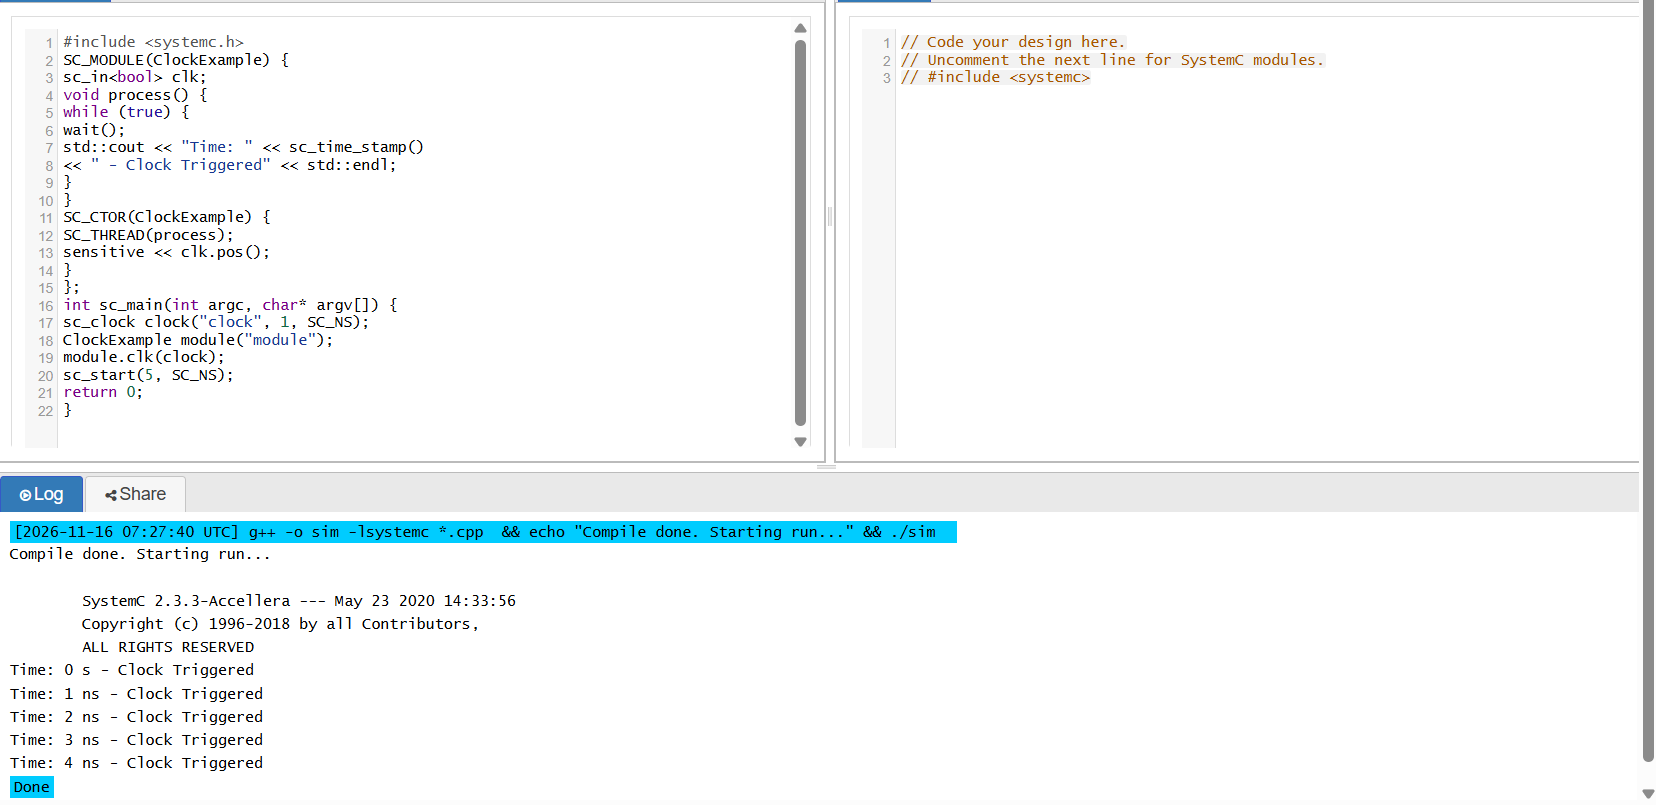 1 #include <systemc.h>
2 SC_MODULE(ClockExample) {
3 sc_in<bool> clk;
4 void process() {
5 while (true) {
6 wait();
7 std::cout << "Time: " << sc_time_stamp()
8 << " - Clock Triggered" << std::endl;
9 }
10 }
11 SC_CTOR(ClockExample) {
12 SC_THREAD(process);
13 sensitive << clk.pos();
14 }
15 };
16 int sc_main(int argc, char* argv[]) {
17 sc_clock clock("clock", 1, SC_NS);
18 ClockExample module("module");
19 module.clk(clock);
20 sc_start(5, SC_NS);
21 return 0;
22 }
1 // Code your design here.
2 // Uncomment the next line for SystemC modules.
3 // #include <systemc>
Log Share
[2026-11-16 07:27:40 UTC] g++ -o sim -lsystemc *.cpp  && echo "Compile done. Starting run..." && ./sim
Compile done. Starting run...
SystemC 2.3.3-Accellera --- May 23 2020 14:33:56
Copyright (c) 1996-2018 by all Contributors,
ALL RIGHTS RESERVED
Time: 0 s - Clock Triggered
Time: 1 ns - Clock Triggered
Time: 2 ns - Clock Triggered
Time: 3 ns - Clock Triggered
Time: 4 ns - Clock Triggered
Done